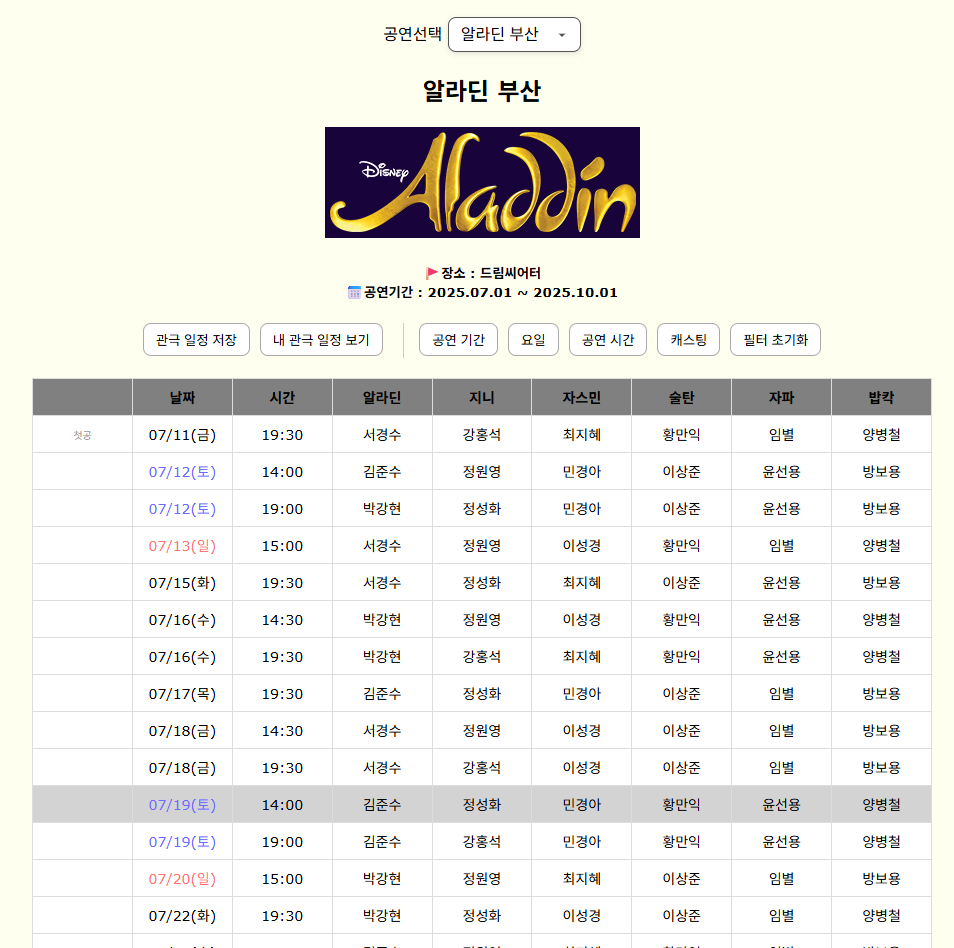 공연선택 알라딘 부산
알라딘 부산
DISNEY Aladdin
장소 : 드림씨어터
공연기간 : 2025.07.01 ~ 2025.10.01
관극 일정 저장 내 관극 일정 보기 공연 기간 요일 공연 시간 캐스팅 필터 초기화
날짜 시간 알라딘 지니 자스민 술탄 자파 밥칵
첫공 07/11(금) 19:30 서경수 강홍석 최지혜 황만익 임별 양병철
07/12(토) 14:00 김준수 정원영 민경아 이상준 윤선용 방보용
07/12(토) 19:00 박강현 정성화 민경아 이상준 윤선용 방보용
07/13(일) 15:00 서경수 정원영 이성경 황만익 임별 양병철
07/15(화) 19:30 서경수 정성화 최지혜 이상준 윤선용 방보용
07/16(수) 14:30 박강현 정원영 이성경 이상준 윤선용 양병철
07/16(수) 19:30 박강현 강홍석 최지혜 황만익 윤선용 양병철
07/17(목) 19:30 김준수 정성화 민경아 이상준 임별 방보용
07/18(금) 14:30 서경수 정원영 이성경 이상준 임별 방보용
07/18(금) 19:30 서경수 강홍석 이성경 이상준 임별 방보용
07/19(토) 14:00 김준수 정성화 민경아 황만익 윤선용 양병철
07/19(토) 19:00 김준수 강홍석 민경아 황만익 윤선용 양병철
07/20(일) 15:00 박강현 정원영 최지혜 이상준 임별 방보용
07/22(화) 19:30 박강현 정성화 이성경 이상준 임별 양병철